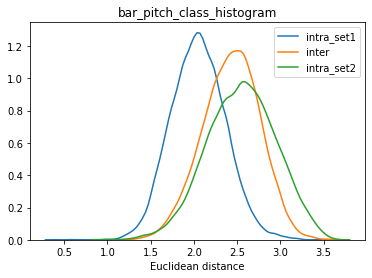 bar_pitch_class_histogram
intra_set1
inter
intra_set2
1.2
1.0
0.8
0.6
0.4
0.2
0.0
0.5 1.0 1.5 2.0 2.5 3.0 3.5
Euclidean distance